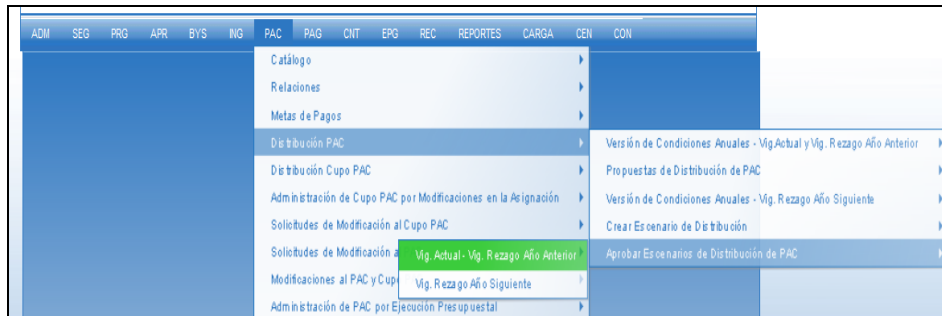 ADM SEG PRG APR BYS ING PAC PAG CNT EPG REC REPORTES CARGA CEN CON
Catálogo
Relaciones
Metas de Pagos
Distribución PAC
Distribución Cupo PAC
Administración de Cupo PAC por Modificaciones en la Asignación
Solicitudes de Modificación al Cupo PAC
Solicitudes de Modificación a
Modificaciones al PAC y Cupo
Administración de PAC por Ejecución Presupuestal
Versión de Condiciones Anuales - Vig.Actual y Vig. Rezago Año Anterior
Propuestas de Distribución de PAC
Versión de Condiciones Anuales - Vig. Rezago Año Siguiente
Crear Escenario de Distribución
Aprobar Escenarios de Distribución de PAC
Vig. Actual - Vig. Rezago Año Anterior
Vig. Rezago Año Siguiente